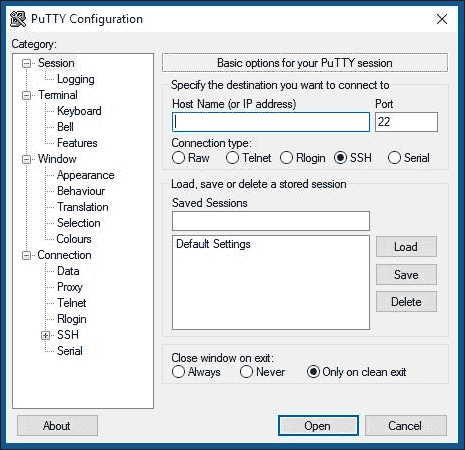 PuTTY Configuration
Category:
Session
Logging
Terminal
Keyboard
Bell
Features
Window
Appearance
Behaviour
Translation
Selection
Colours
Connection
Data
Proxy
Telnet
Rlogin
SSH
Serial
Basic options for your PuTTY session
Specify the destination you want to connect to
Host Name (or IP address) Port
22
Connection type:
Raw Telnet Rlogin SSH Serial
Load, save or delete a stored session
Saved Sessions
Default Settings
Load
Save
Delete
Close window on exit:
Always Never Only on clean exit
About Open Cancel